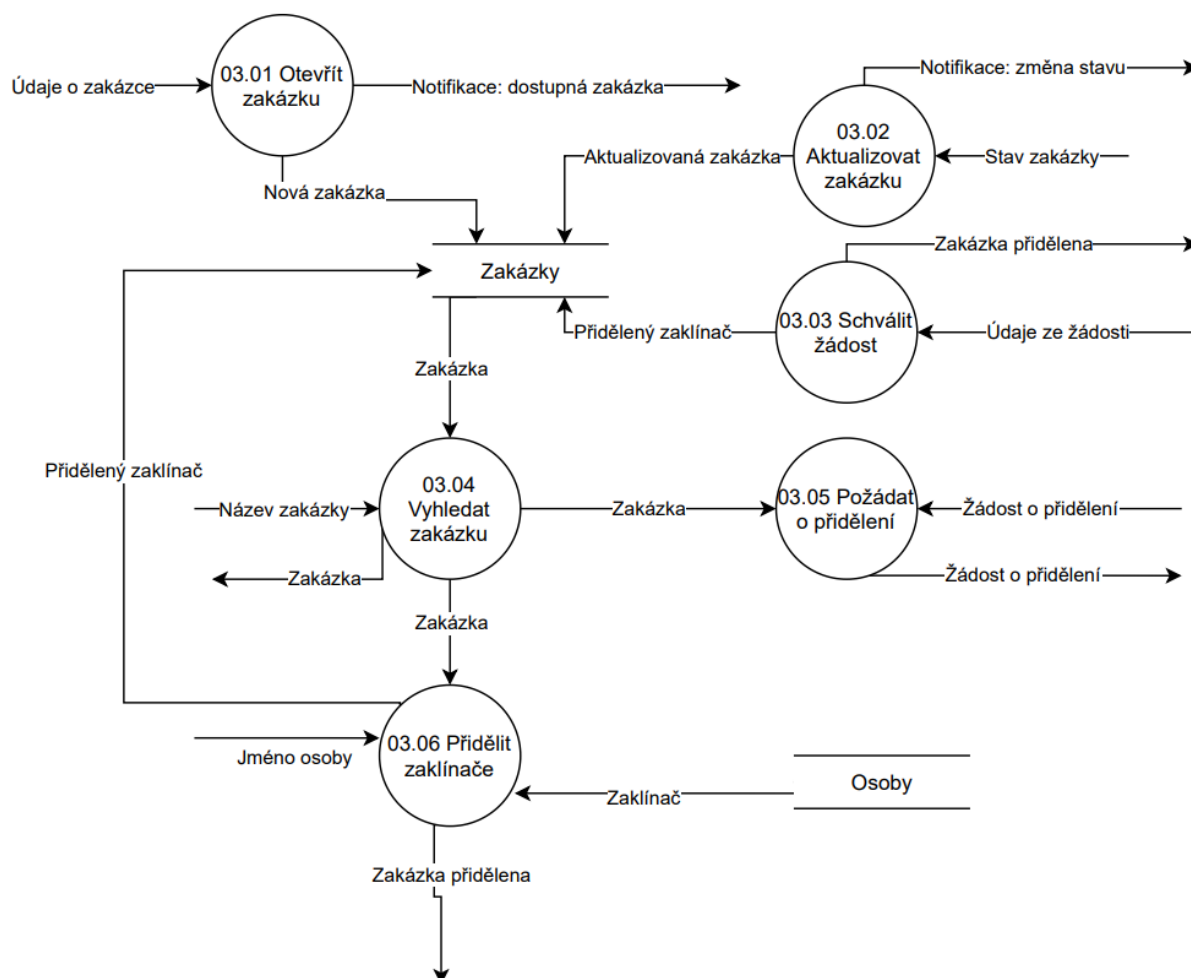 Údaje o zakázce
03.01 Otevřít
zakázku
Notifikace: dostupná zakázka
Notifikace: změna stavu
03.02
Aktualizovat
zakázku
Aktualizovaná zakázka
Stav zakázky
Nová zakázka
Zakázky
Zakázka přidělena
03.03 Schválit
žádost
Přidělený zaklínač
Údaje ze žádosti
Zakázka
Přidělený zaklínač
03.04
Vyhledat
zakázku
Název zakázky
Zakázka
03.05 Požádat
o přidělení
Žádost o přidělení
Zakázka
Žádost o přidělení
Zakázka
03.06 Přidělit
zaklínače
Jméno osoby
Osoby
Zaklínač
Zakázka přidělena